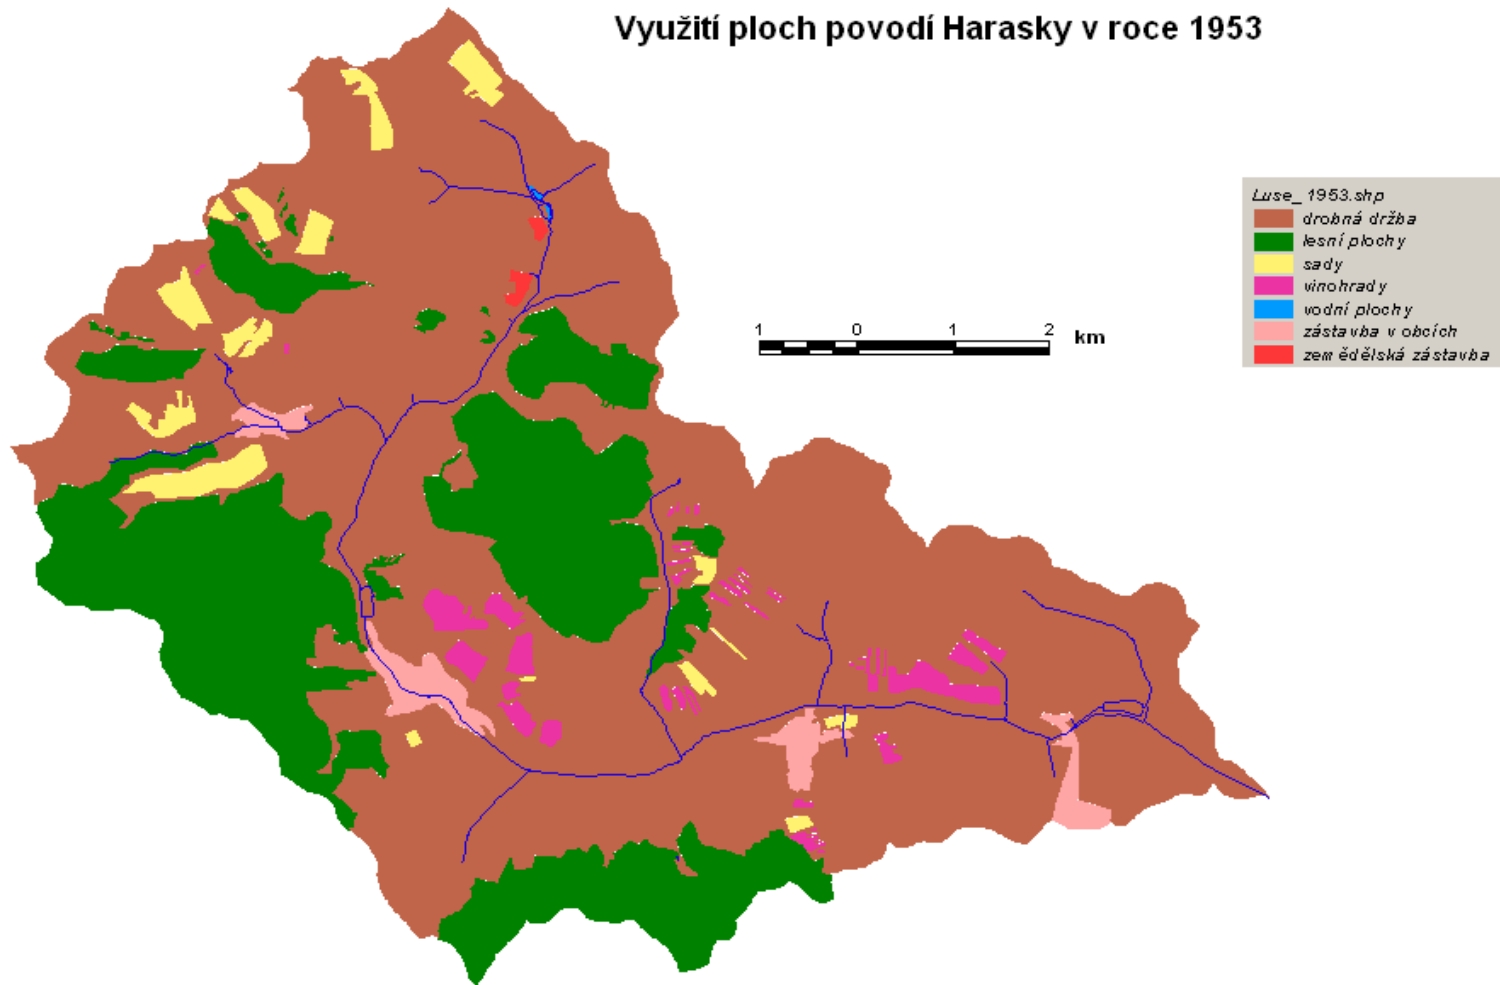 Využití ploch povodí Harasky v roce 1953
Luse_1953.shp
drobná držba
lesní plochy
sady
vinohrady
vodní plochy
zástavba v obcích
zemědělská zástavba
1 0 1 2 km